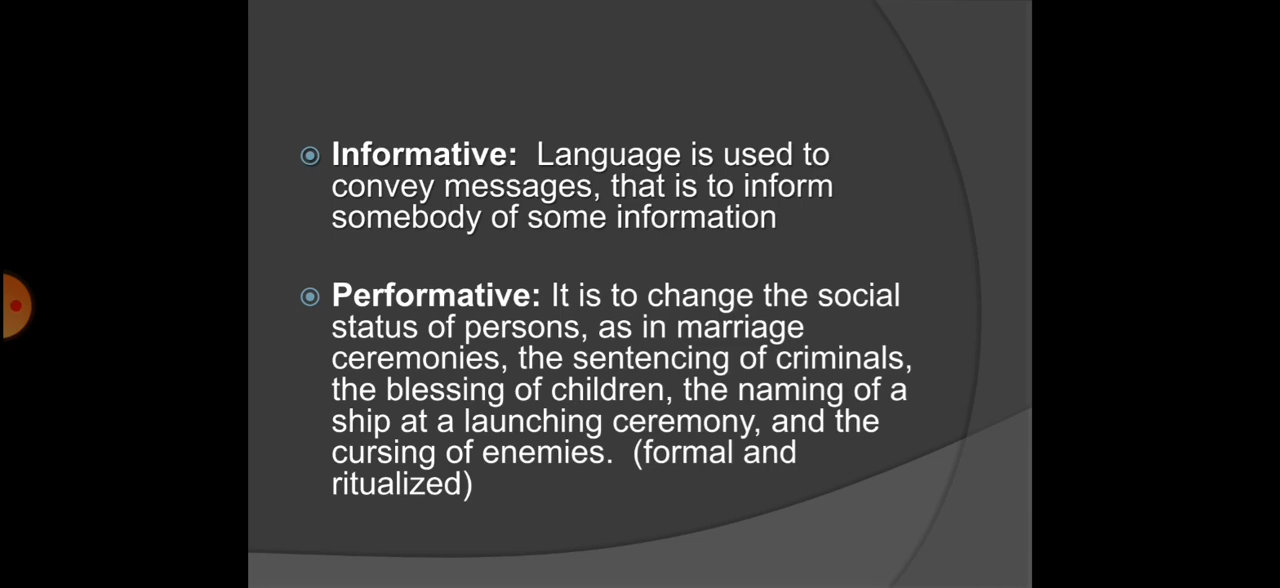 Informative:  Language is used to
convey messages, that is to inform
somebody of some information
Performative: It is to change the social
status of persons, as in marriage
ceremonies, the sentencing of criminals,
the blessing of children, the naming of a
ship at a launching ceremony, and the
cursing of enemies.  (formal and
ritualized)